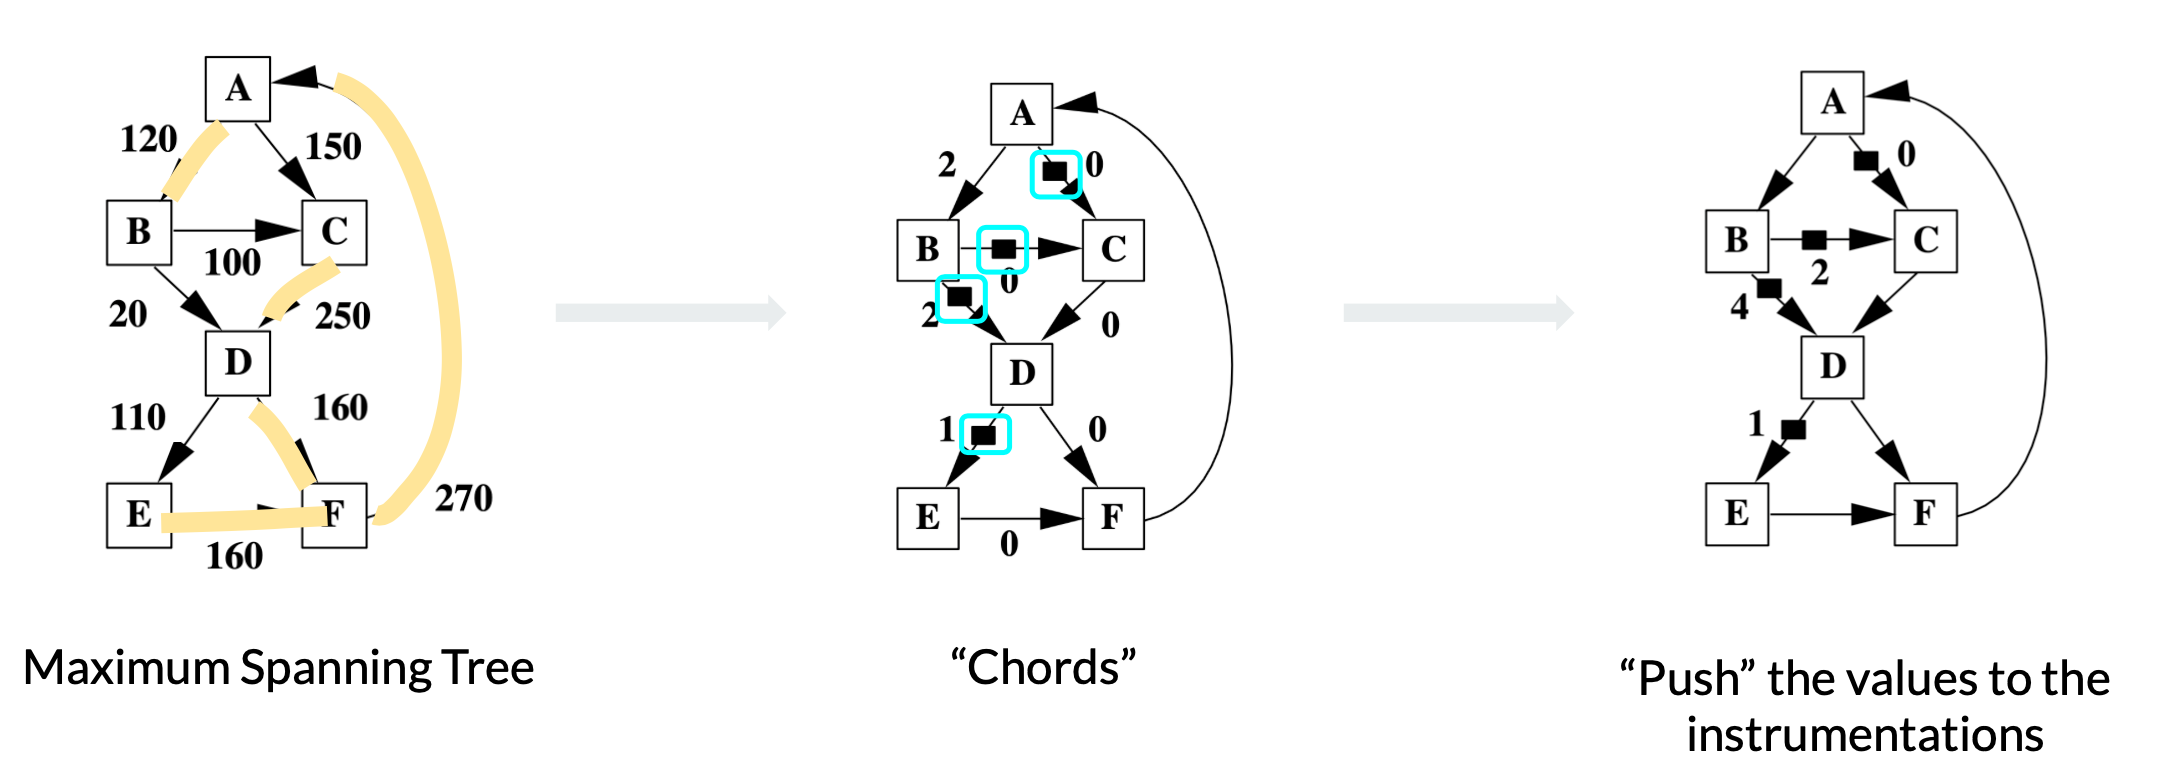 A
120
150
B
C
100
20
250
D
110
160
E
F
270
160
Maximum Spanning Tree
A
2
0
B
C
0
2
0
D
1
0
E
F
0
“Chords”
A
0
B
C
2
4
D
1
E
F
“Push” the values to the
instrumentations